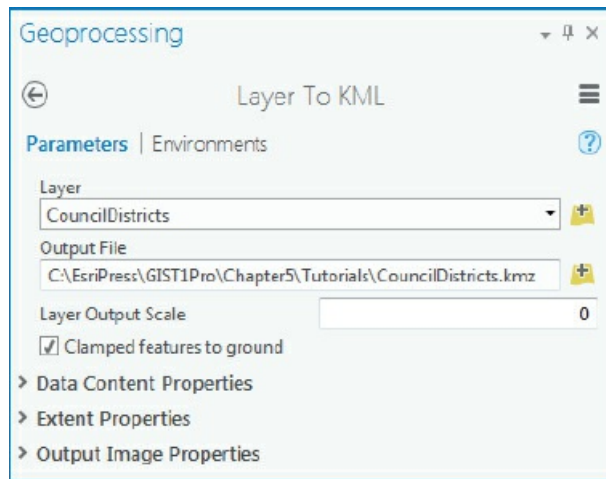 Geoprocessing
Layer To KML
Parameters | Environments
Layer
CouncilDistricts
Output File
C:\EsriPress\GIST1Pro\Chapter5\Tutorials\CouncilDistricts.kmz
Layer Output Scale 0
Clamped features to ground
Data Content Properties
Extent Properties
Output Image Properties